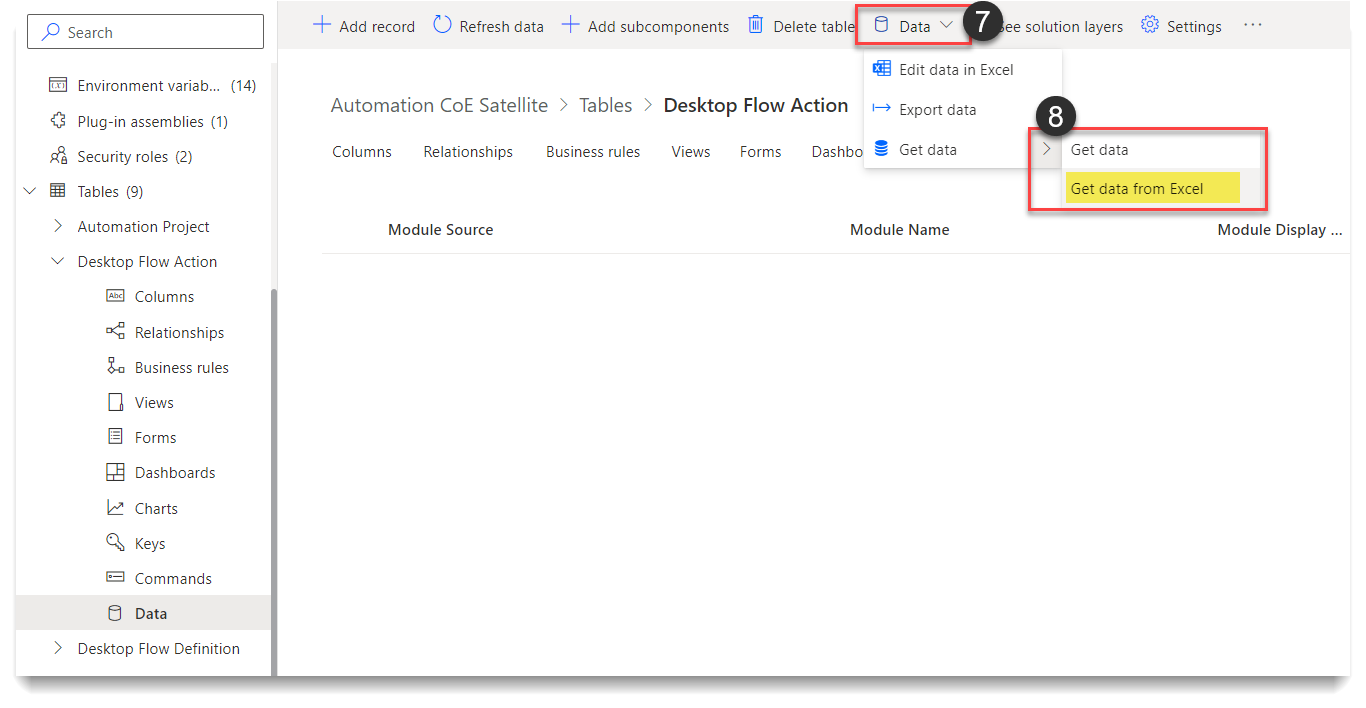 Search
Add record
Refresh data
Add subcomponents
Delete table
Data
7
See solution layers
Settings
...
Environment variab... (14)
Plug-in assemblies (1)
Security roles (2)
Tables (9)
Automation Project
Desktop Flow Action
Abc Columns
Relationships
Business rules
Views
Forms
Dashboards
Charts
Keys
Commands
Data
Desktop Flow Definition
Edit data in Excel
Export data
Get data
8
Get data
Get data from Excel
Automation CoE Satellite > Tables > Desktop Flow Action
Columns
Relationships
Business rules
Views
Forms
Dashbo
Module Source
Module Name
Module Display ...